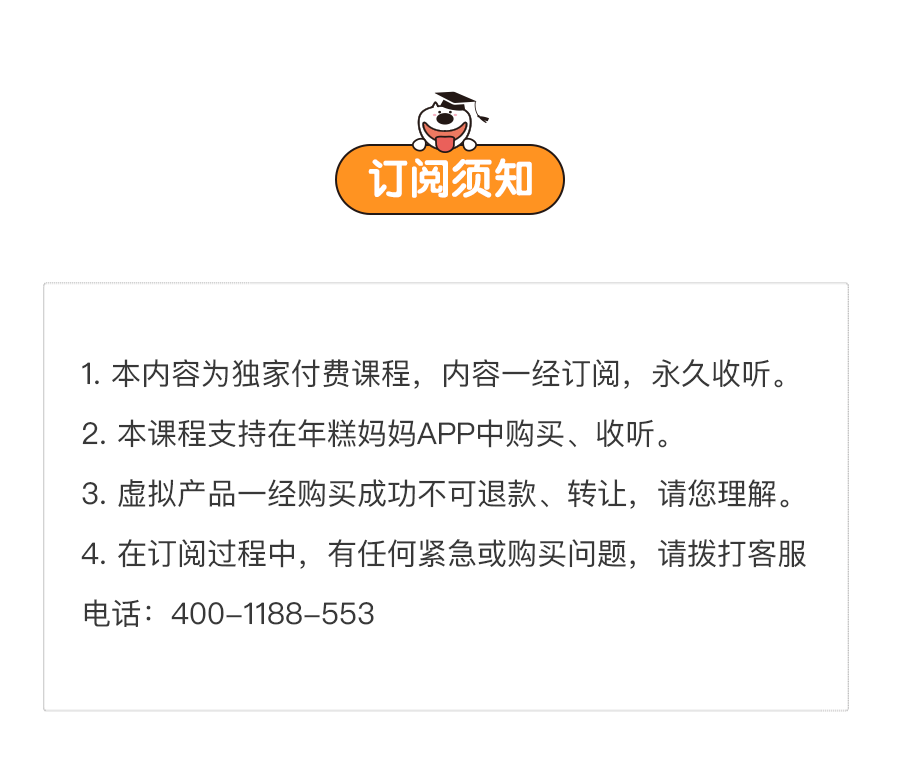 订阅须知
1. 本内容为独家付费课程，内容一经订阅，永久收听。
2. 本课程支持在年糕妈妈APP中购买、收听。
3. 虚拟产品一经购买成功不可退款、转让，请您理解。
4. 在订阅过程中，有任何紧急或购买问题，请拨打客服
电话：400-1188-553